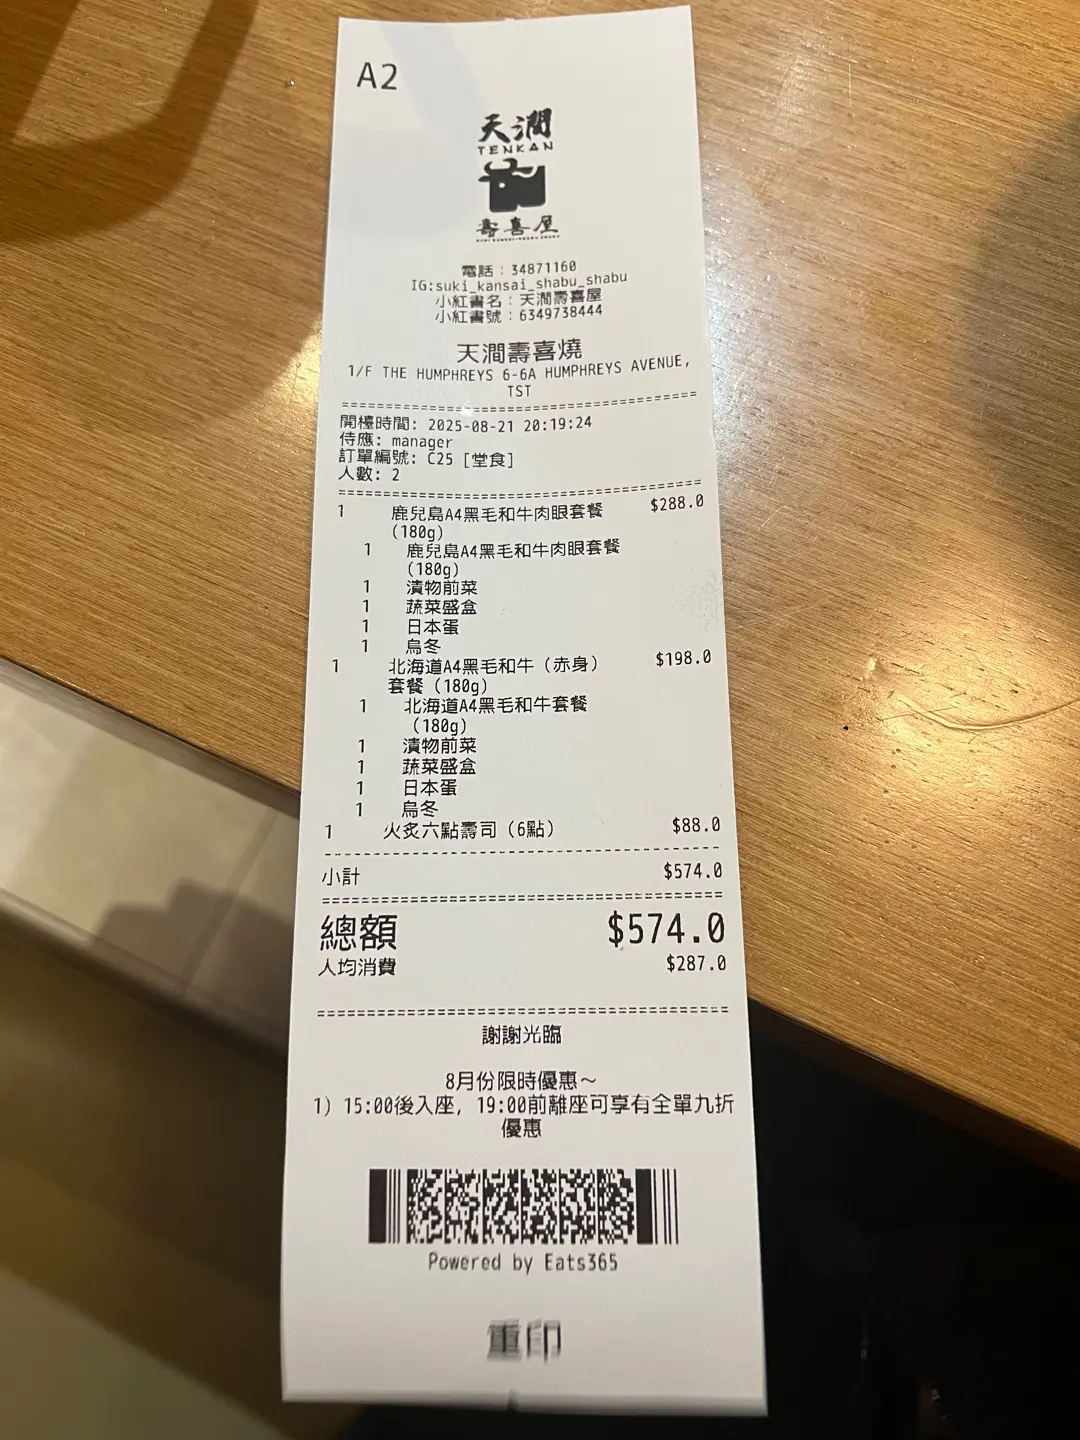 A2
天澗
TENKAN
壽喜屋
電話：34871160
IG:suki_kansai_shabu_shabu
小紅書名：天澗壽喜屋
小紅書號：6349738444
天澗壽喜燒
1/F THE HUMPHREYS 6-6A HUMPHREYS AVENUE,
TST
開檯時間: 2025-08-21 20:19:24
侍應: manager
訂單編號: C25 [堂食]
人數: 2
1 鹿兒島A4黑毛和牛肉眼套餐 $288.0
(180g)
1 鹿兒島A4黑毛和牛肉眼套餐
(180g)
1 漬物前菜
1 蔬菜盛盒
1 日本蛋
1 烏冬
1 北海道A4黑毛和牛（赤身） $198.0
套餐（180g)
1 北海道A4黑毛和牛套餐
（180g)
1 漬物前菜
1 蔬菜盛盒
1 日本蛋
1 烏冬
1 火炙六點壽司（6點） $88.0
小計 $574.0
總額 $574.0
人均消費 $287.0
謝謝光臨
8月份限時優惠～
1) 15:00後入座, 19:00前離座可享有全單九折
優惠
Powered by Eats365
重印